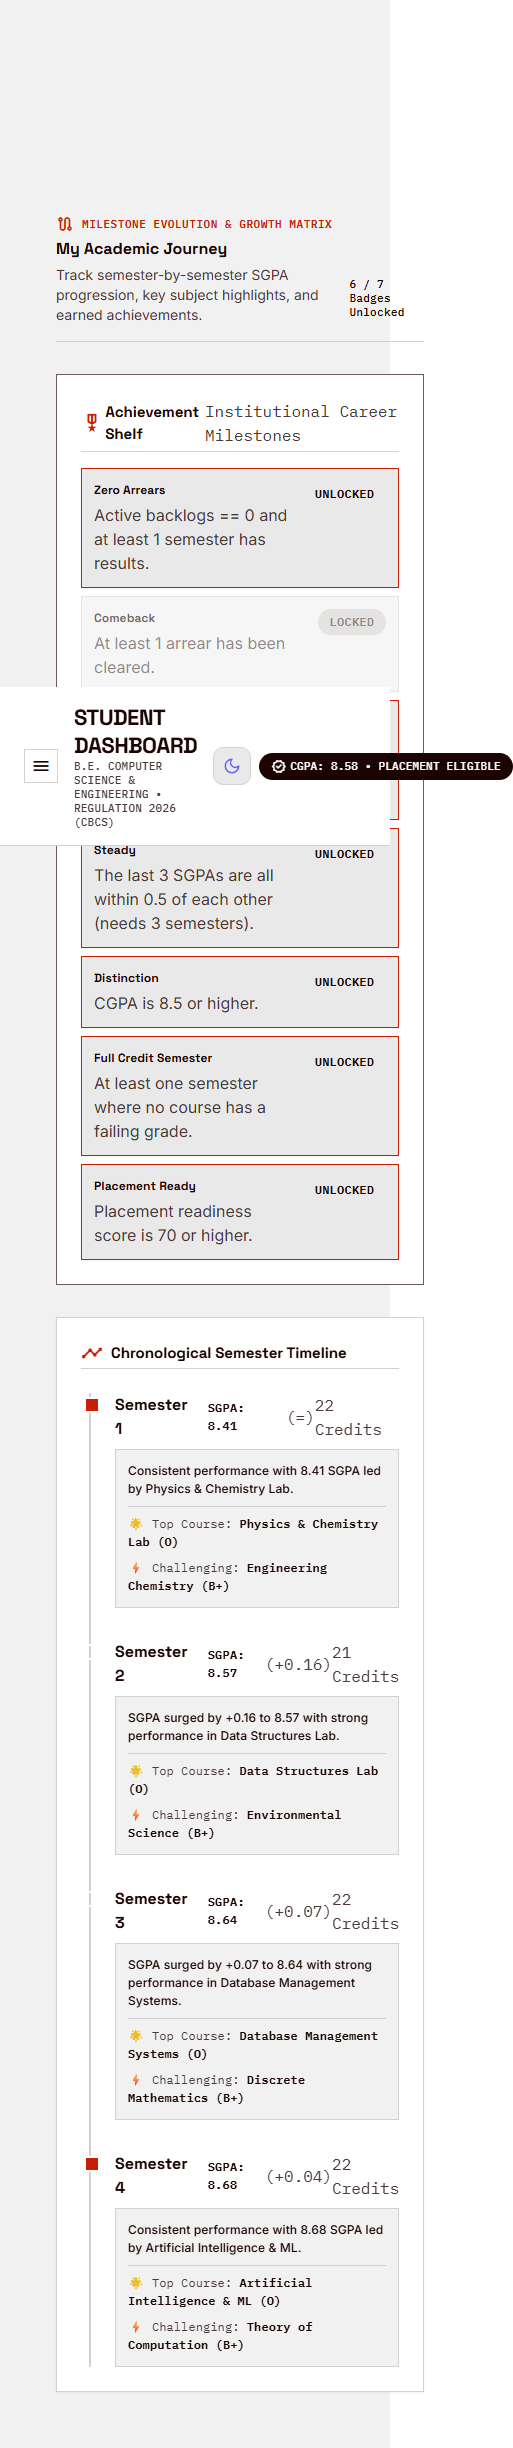 MILESTONE EVOLUTION & GROWTH MATRIX
My Academic Journey
Track semester-by-semester SGPA
progression, key subject highlights, and
earned achievements.
6 / 7
Badges
Unlocked
Achievement
Shelf
Institutional Career
Milestones
Zero Arrears
UNLOCKED
Active backlogs == 0 and
at least 1 semester has
results.
Comeback
LOCKED
At least 1 arrear has been
cleared.
STUDENT
DASHBOARD
B.E. COMPUTER
SCIENCE &
ENGINEERING •
REGULATION 2026
(CBCS)
CGPA: 8.58 • PLACEMENT ELIGIBLE
Steady
UNLOCKED
The last 3 SGPAs are all
within 0.5 of each other
(needs 3 semesters).
Distinction
UNLOCKED
CGPA is 8.5 or higher.
Full Credit Semester
UNLOCKED
At least one semester
where no course has a
failing grade.
Placement Ready
UNLOCKED
Placement readiness
score is 70 or higher.
Chronological Semester Timeline
Semester
1
SGPA:
8.41
(=)
22
Credits
Consistent performance with 8.41 SGPA led
by Physics & Chemistry Lab.
Top Course: Physics & Chemistry
Lab (O)
Challenging: Engineering
Chemistry (B+)
Semester
2
SGPA:
8.57
(+0.16)
21
Credits
SGPA surged by +0.16 to 8.57 with strong
performance in Data Structures Lab.
Top Course: Data Structures Lab
(O)
Challenging: Environmental
Science (B+)
Semester
3
SGPA:
8.64
(+0.07)
22
Credits
SGPA surged by +0.07 to 8.64 with strong
performance in Database Management
Systems.
Top Course: Database Management
Systems (O)
Challenging: Discrete
Mathematics (B+)
Semester
4
SGPA:
8.68
(+0.04)
22
Credits
Consistent performance with 8.68 SGPA led
by Artificial Intelligence & ML.
Top Course: Artificial
Intelligence & ML (O)
Challenging: Theory of
Computation (B+)